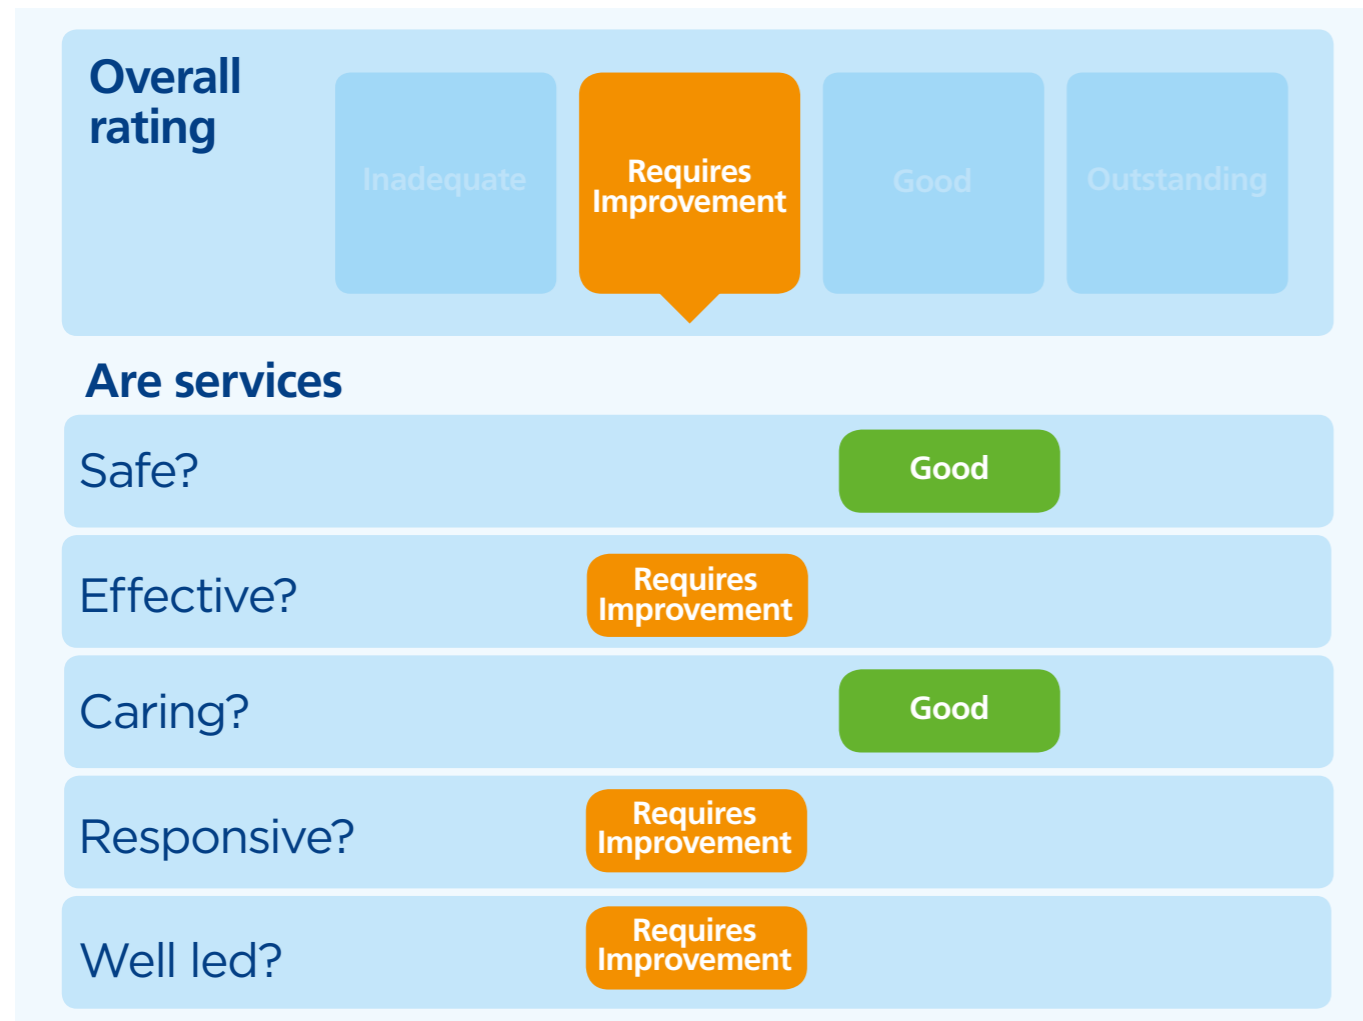 Overall
rating
Inadequate
Requires
Improvement
Good
Outstanding
Are services
Safe?
Good
Effective?
Requires
Improvement
Caring?
Good
Responsive?
Requires
Improvement
Well led?
Requires
Improvement